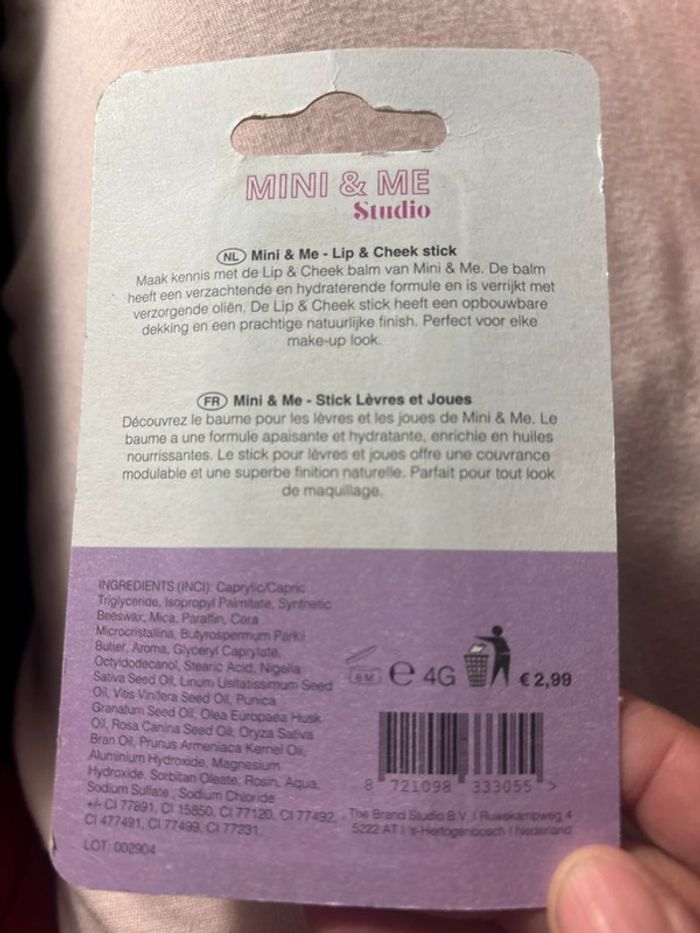 MINI & ME
Studio
NL Mini & Me - Lip & Cheek stick
Maak kennis met de Lip & Cheek balm van Mini & Me. De balm
heeft een verzachtende en hydraterende formule en is verrijkt met
verzorgende oliën. De Lip & Cheek stick heeft een opbouwbare
dekking en een prachtige natuurlijke finish. Perfect voor elke
make-up look.
FR Mini & Me - Stick Lèvres et Joues
Découvrez le baume pour les lèvres et les joues de Mini & Me. Le
baume a une formule apaisante et hydratante, enrichie en huiles
nourrissantes. Le stick pour lèvres et joues offre une couvrance
modulable et une superbe finition naturelle. Parfait pour tout look
de maquillage.
INGREDIENTS (INCI): Caprylic/Capric
Triglyceride, Isopropyl Palmitate, Synthetic
Beeswax, Mica, Paraffin, Cera
Microcristallina, Butyrospermum Parkii
Butter, Aroma, Glyceryl Caprylate,
Octyldodecanol, Stearic Acid, Nigella
Sativa Seed Oil, Linum Usitatissimum Seed
Oil, Vitis Vinifera Seed Oil, Punica
Granatum Seed Oil, Olea Europaea Husk
Oil, Rosa Canina Seed Oil, Oryza Sativa
Bran Oil, Prunus Armeniaca Kernel Oil,
Aluminium Hydroxide, Magnesium
Hydroxide, Sorbitan Oleate, Rosin, Aqua,
Sodium Sulfate, Sodium Chloride
+/- CI 77891, CI 15850, CI 77120, CI 77492,
CI 477491, CI 77499, CI 77231
LOT: 002904
6M e 4G € 2,99
8 721098 333055 >
The Brand Studio B.V. | Ruwekampweg 4
5222 AT | 's-Hertogenbosch | Nederland